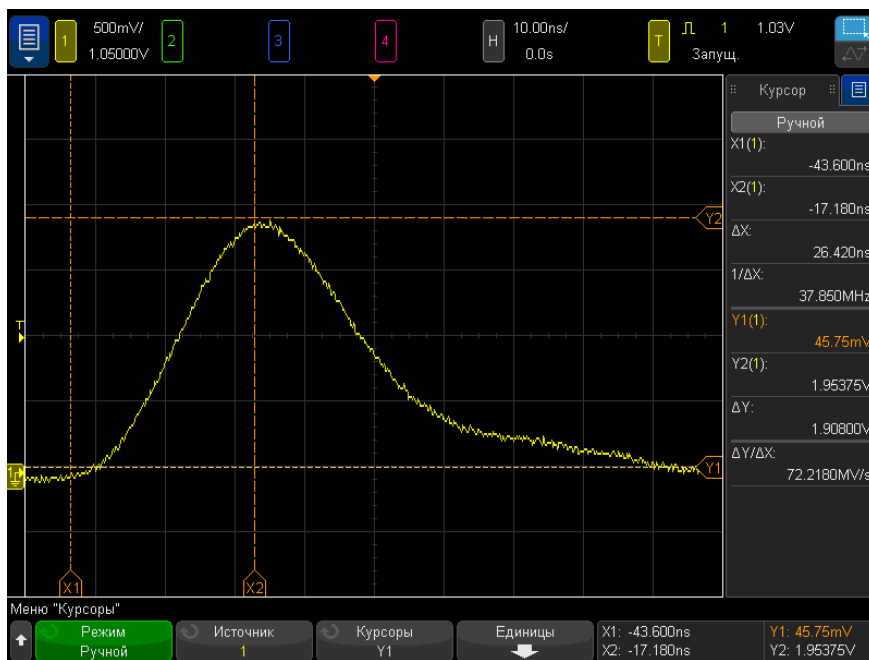 1 500mV/ 2 3 4 H 10.00ns/ T 1 1.03V
1.05000V 0.0s Запущ.
Курсор
Ручной
X1(1):
-43.600ns
X2(1):
-17.180ns
ΔX:
26.420ns
1/ΔX:
37.850MHz
Y1(1):
45.75mV
Y2(1):
1.95375V
ΔY:
1.90800V
ΔY/ΔX:
72.2180MV/s
Y2
T
1
Y1
X1 X2
Меню "Курсоры"
Режим Источник Курсоры Единицы X1: -43.600ns Y1: 45.75mV
Ручной 1 Y1 X2: -17.180ns Y2: 1.95375V